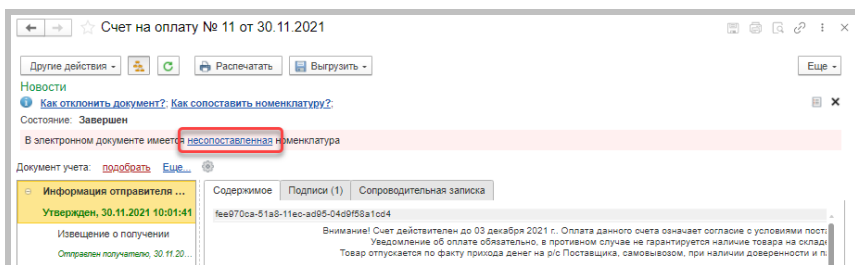 Счет на оплату № 11 от 30.11.2021
Другие действия
Распечатать
Выгрузить
Еще
Новости
Как отклонить документ?; Как сопоставить номенклатуру?;
Состояние: Завершен
В электронном документе имеется несопоставленная номенклатура
Документ учета: подобрать Еще...
Информация отправителя ...
Утвержден, 30.11.2021 10:01:41
Извещение о получении
Отправлен получателю, 30.11.20...
Содержимое Подписи (1) Сопроводительная записка
fee970ca-51a8-11ec-ad95-04d9f58a1cd4
Внимание! Счет действителен до 03 декабря 2021 г.. Оплата данного счета означает согласие с условиями пост
Уведомление об оплате обязательно, в противном случае не гарантируется наличие товара на склад
Товар отпускается по факту прихода денег на р/с Поставщика, самовывозом, при наличии доверенности и п